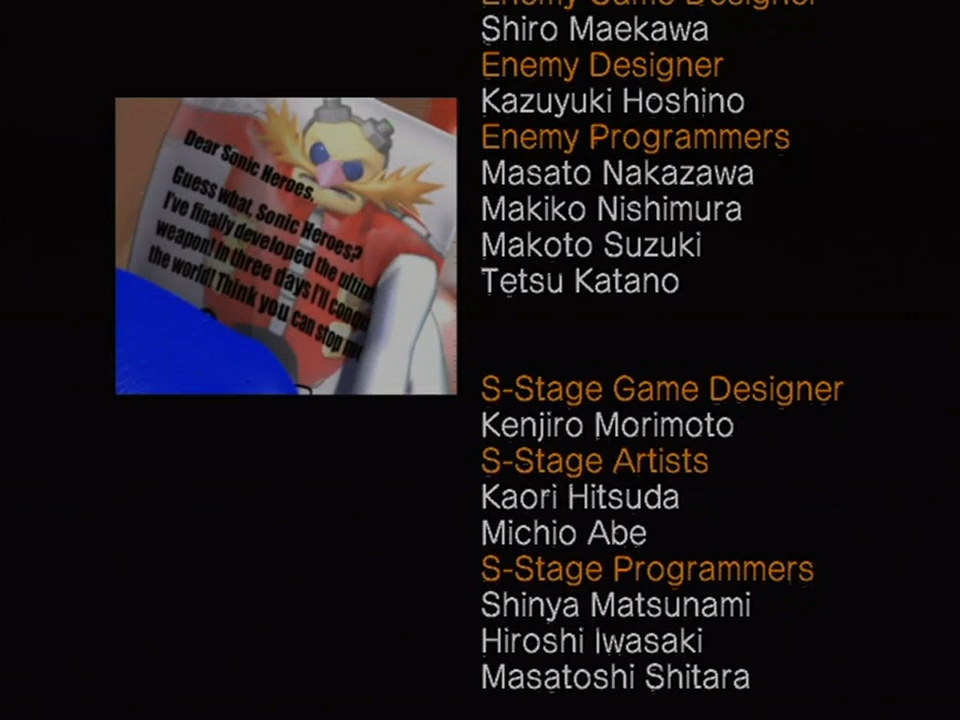 Enemy Game Designer
Shiro Maekawa
Enemy Designer
Kazuyuki Hoshino
Enemy Programmers
Masato Nakazawa
Makiko Nishimura
Makoto Suzuki
Tetsu Katano
S-Stage Game Designer
Kenjiro Morimoto
S-Stage Artists
Kaori Hitsuda
Michio Abe
S-Stage Programmers
Shinya Matsunami
Hiroshi Iwasaki
Masatoshi Shitara
Dear Sonic Heroes,
Guess what, Sonic Heroes?
I've finally developed the
weapon! In three days I'll
the world! Think you can stop